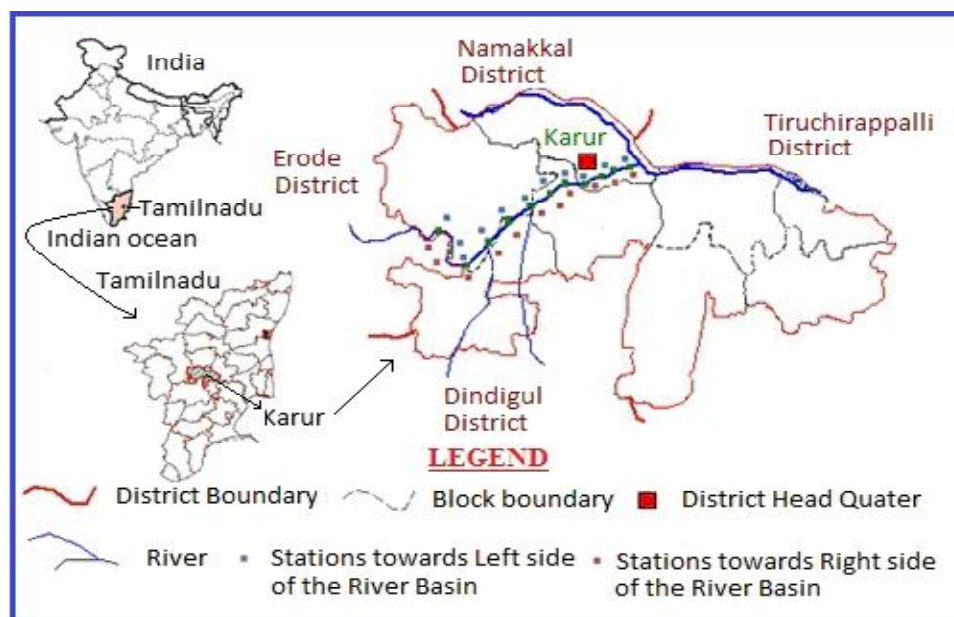 India
Tamilnadu
Indian ocean
Tamilnadu
Karur
Namakkal
District
Karur
Tiruchirappalli
District
Erode
District
Dindigul
District
LEGEND
District Boundary
Block boundary
District Head Quater
River
Stations towards Left side
of the River Basin
Stations towards Right side
of the River Basin